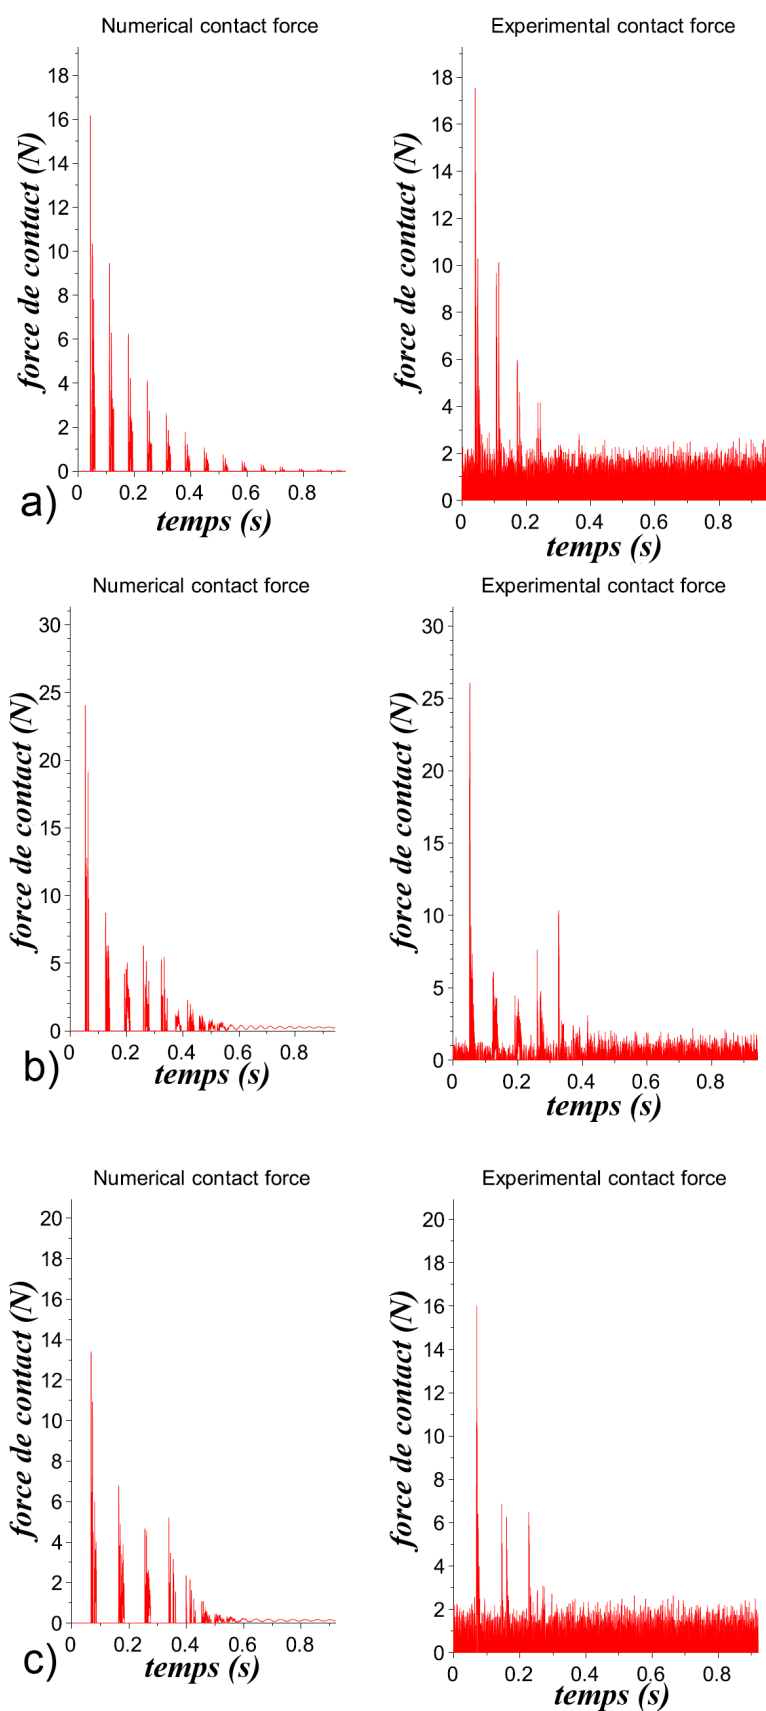 Numerical contact force
18
16
14
12
10
8
6
4
2
0
force de contact (N)
0 0.2 0.4 0.6 0.8
temps (s)
a)
Experimental contact force
18
16
14
12
10
8
6
4
2
0
force de contact (N)
0 0.2 0.4 0.6 0.8
temps (s)
Numerical contact force
30
25
20
15
10
5
0
force de contact (N)
0 0.2 0.4 0.6 0.8
temps (s)
b)
Experimental contact force
30
25
20
15
10
5
0
force de contact (N)
0 0.2 0.4 0.6 0.8
temps (s)
Numerical contact force
20
18
16
14
12
10
8
6
4
2
0
force de contact (N)
0 0.2 0.4 0.6 0.8
temps (s)
c)
Experimental contact force
20
18
16
14
12
10
8
6
4
2
0
force de contact (N)
0 0.2 0.4 0.6 0.8
temps (s)